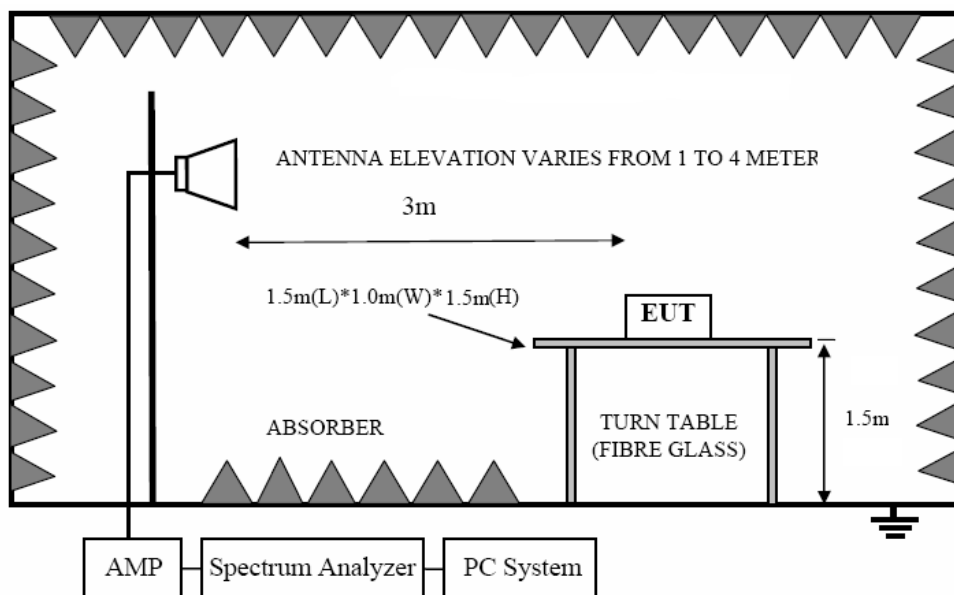 ANTENNA ELEVATION VARIES FROM 1 TO 4 METER
3m
1.5m(L)*1.0m(W)*1.5m(H)
EUT
1.5m
ABSORBER
TURN TABLE
(FIBRE GLASS)
AMP
Spectrum Analyzer
PC System